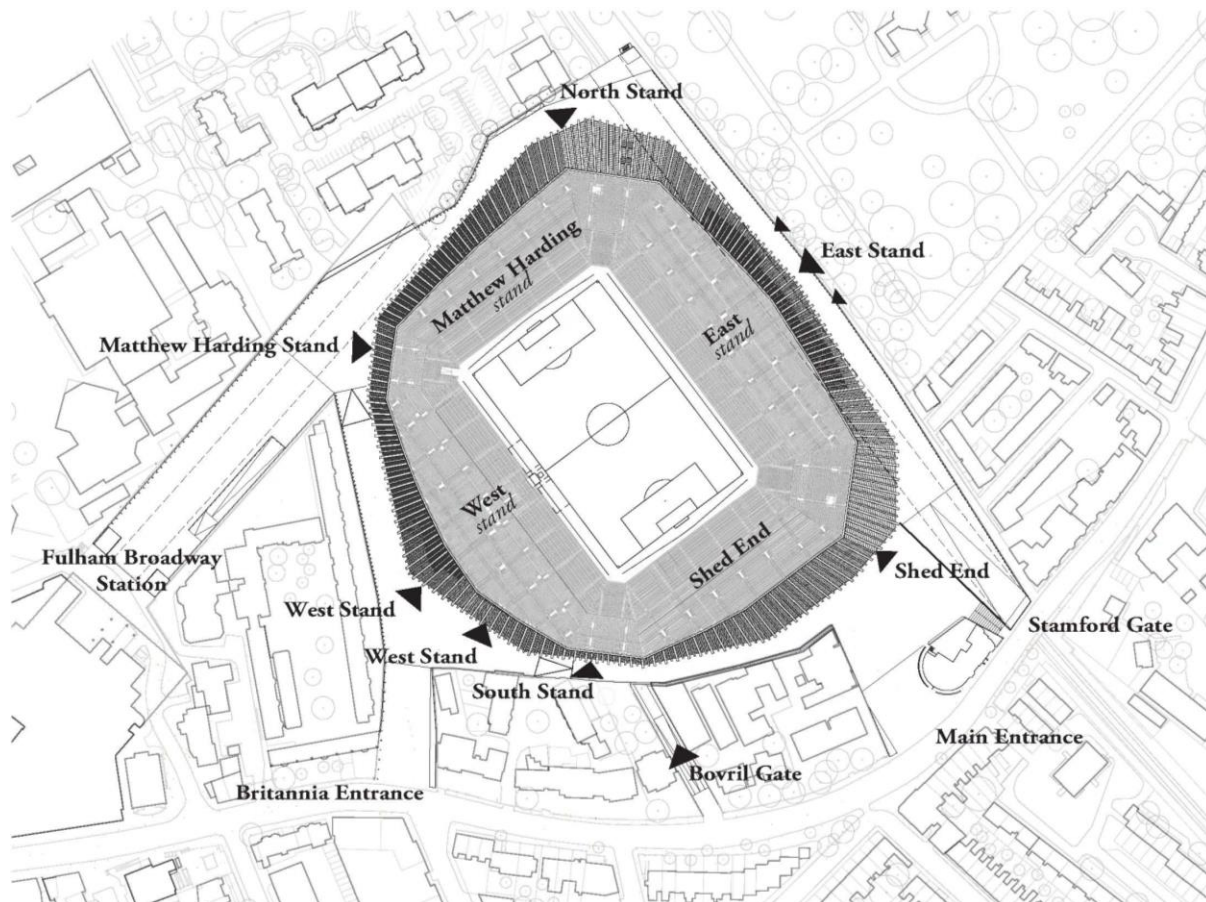 North Stand
East Stand
Matthew Harding
stand
East
stand
Matthew Harding Stand
West
stand
Shed End
Fulham Broadway
Station
West Stand
Shed End
Stamford Gate
West Stand
South Stand
Main Entrance
Bovril Gate
Britannia Entrance